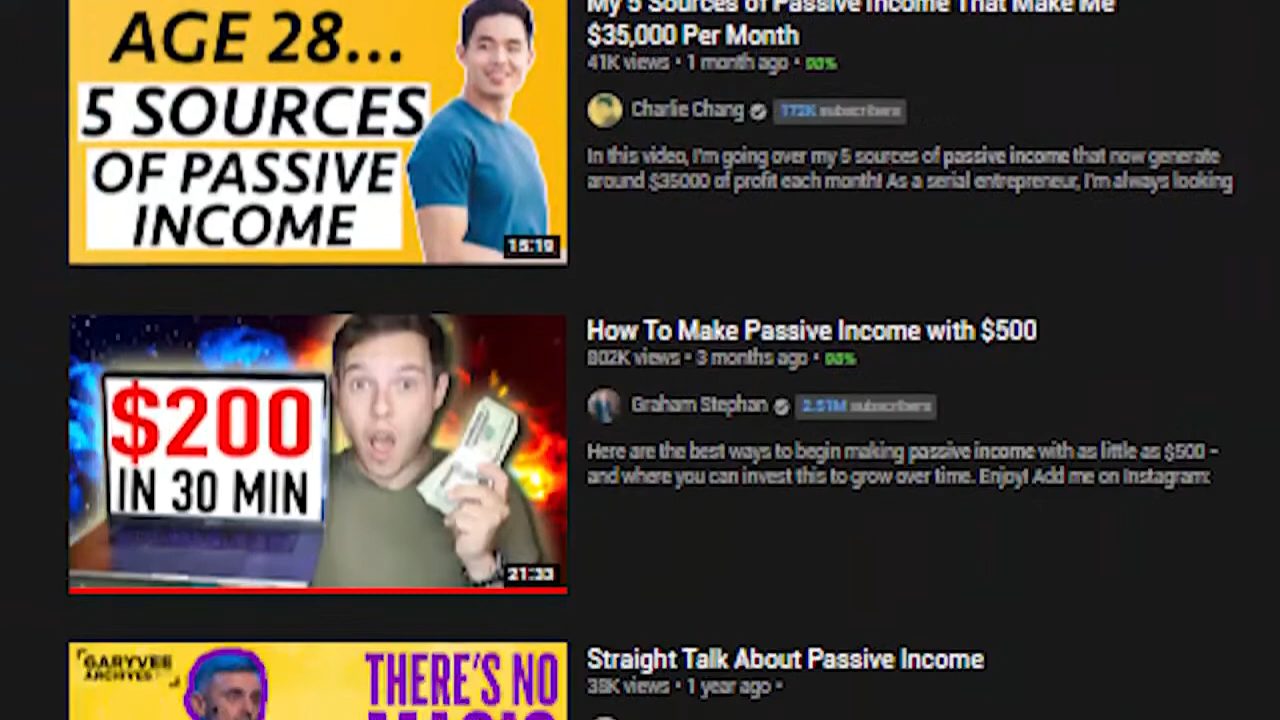 AGE 28...
5 SOURCES
OF PASSIVE
INCOME
15:19
My 5 Sources of Passive Income That Make Me
$35,000 Per Month
41K views • 1 month ago •
Charlie Chang
172K subscribers
In this video, I'm going over my 5 sources of passive income that now generate
around $35000 of profit each month! As a serial entrepreneur, I'm always looking
$200
IN 30 MIN
21:33
How To Make Passive Income with $500
802K views • 3 months ago •
Graham Stephan
2.51M subscribers
Here are the best ways to begin making passive income with as little as $500 -
and where you can invest this to grow over time. Enjoy! Add me on Instagram:
GARYVEE
ARCHIVES
THERE'S NO
MAGIC
Straight Talk About Passive Income
38K views • 1 year ago •